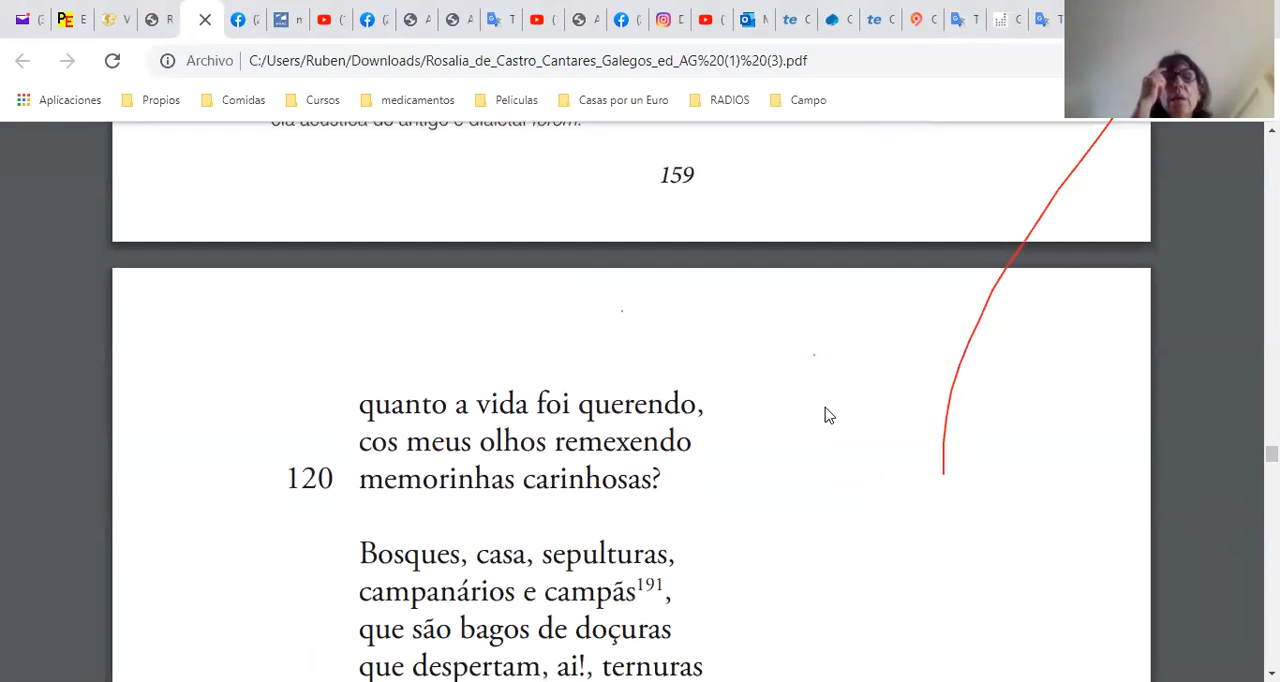 Archivo C:/Users/Ruben/Downloads/Rosalia_de_Castro_Cantares_Galegos_ed_AG%20(1)%20(3).pdf
Aplicaciones Propios Comidas Cursos medicamentos Peliculas Casas por un Euro RADIOS Campo
159
quanto a vida foi querendo,
cos meus olhos remexendo
120 memorinhas carinhosas?
Bosques, casa, sepulturas,
campanários e campãs191,
que são bagos de doçuras
que despertam, ai!, ternuras